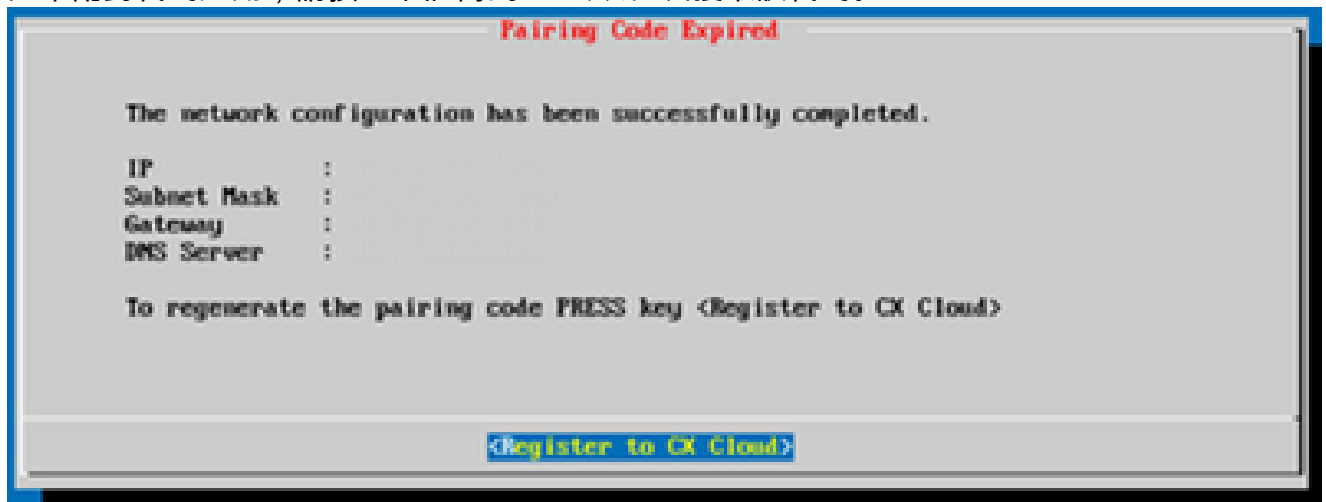 Pairing Code Expired
The network configuration has been successfully completed.
IP :
Subnet Mask :
Gateway :
DNS Server :
To regenerate the pairing code PRESS key <Register to CX Cloud>
<Register to CX Cloud>